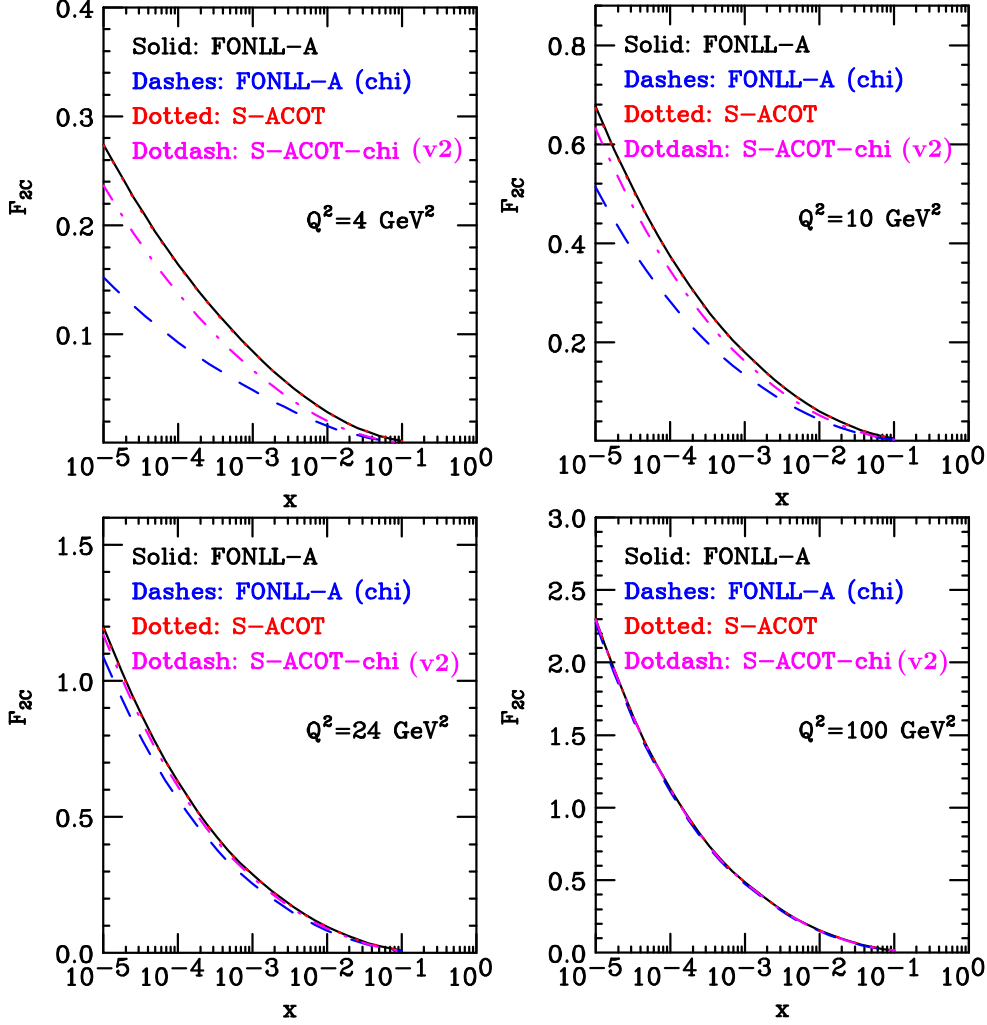 0.4
Solid: FONLL-A
Dashes: FONLL-A (chi)
0.3
Dotted: S-ACOT
Dotdash: S-ACOT-chi (v2)
F2C
0.2
Q²=4 GeV²
0.1
10⁻⁵ 10⁻⁴ 10⁻³ 10⁻² 10⁻¹ 10⁰
x
0.8
Solid: FONLL-A
Dashes: FONLL-A (chi)
Dotted: S-ACOT
0.6
Dotdash: S-ACOT-chi (v2)
F2C
Q²=10 GeV²
0.4
0.2
10⁻⁵ 10⁻⁴ 10⁻³ 10⁻² 10⁻¹ 10⁰
x
1.5
Solid: FONLL-A
Dashes: FONLL-A (chi)
Dotted: S-ACOT
Dotdash: S-ACOT-chi (v2)
1.0
F2C
Q²=24 GeV²
0.5
0.0
10⁻⁵ 10⁻⁴ 10⁻³ 10⁻² 10⁻¹ 10⁰
x
3.0
Solid: FONLL-A
2.5
Dashes: FONLL-A (chi)
Dotted: S-ACOT
2.0
Dotdash: S-ACOT-chi (v2)
F2C
Q²=100 GeV²
1.5
1.0
0.5
0.0
10⁻⁵ 10⁻⁴ 10⁻³ 10⁻² 10⁻¹ 10⁰
x